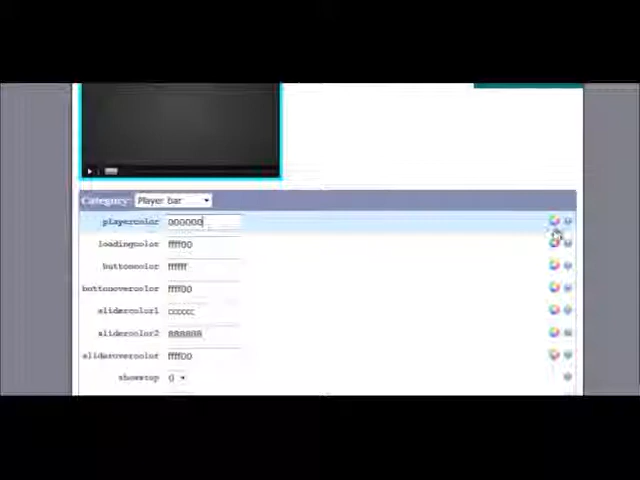 Category: Player bar
playercolor 000000
loadingcolor ffff00
buttoncolor ffffff
buttonovercolor ffff00
slidercolor1 cccccc
slidercolor2 888888
sliderovercolor ffff00
showstop 0